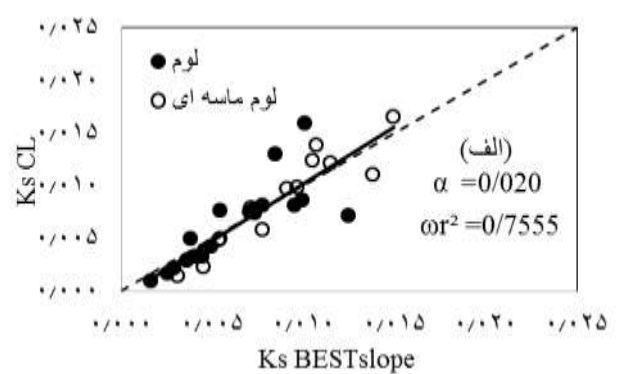 ۰/۰۲۵
۰/۰۲۰
۰/۰۱۵
۰/۰۱۰
۰/۰۰۵
۰/۰۰۰
Ks CL
لوم
لوم ماسه ای
(الف)
α =0/020
ωr² =0/7555
۰/۰۰۰ ۰/۰۰۵ ۰/۰۱۰ ۰/۰۱۵ ۰/۰۲۰ ۰/۰۲۵
Ks BESTslope